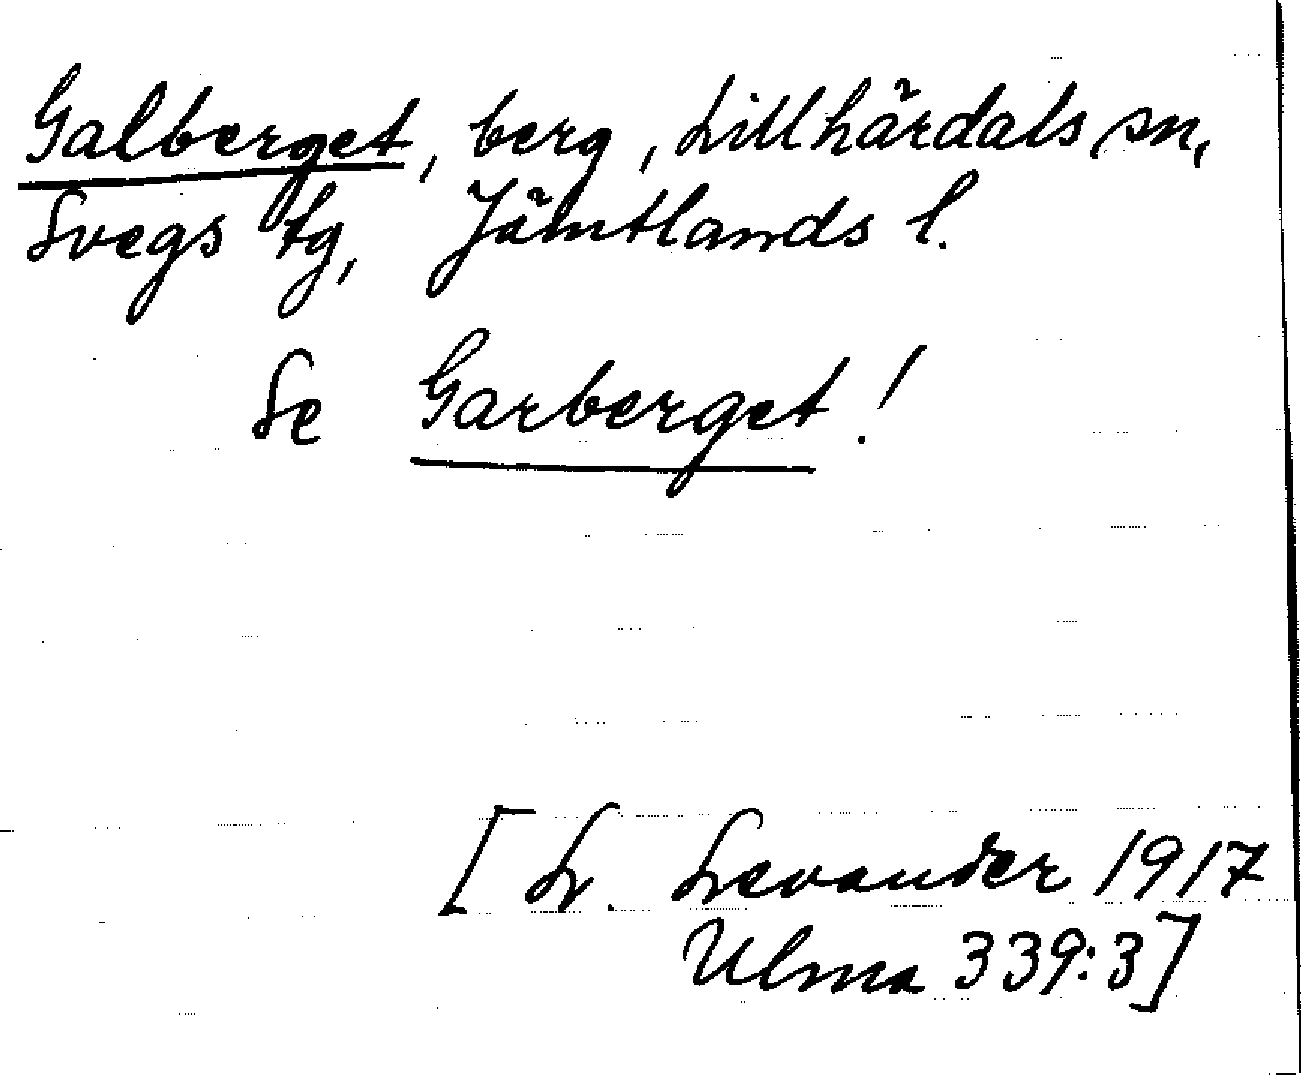 Galberget, berg, Lillhärdals sn,
Svegs tg, Jämtlands l.
Se Garberget!
[L. Levander 1917
Ulma 339:3]